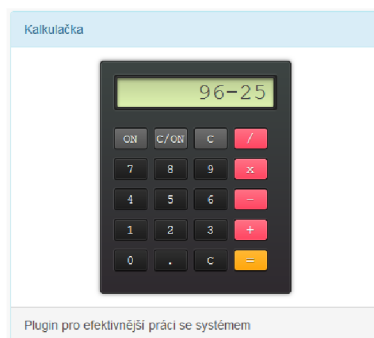 Kalkulačka
96-25
ON C/ON C /
7 8 9 x
4 5 6 -
1 2 3 +
0 . C =
Plugin pro efektivnější práci se systémem